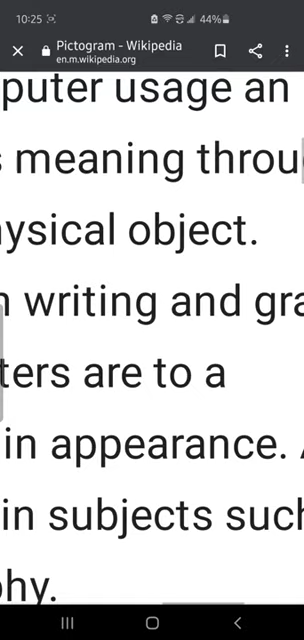 10:25 44%
Pictogram - Wikipedia
en.m.wikipedia.org
puter usage an
s meaning throu
ysical object.
writing and gra
ters are to a
in appearance.
in subjects such
hy.